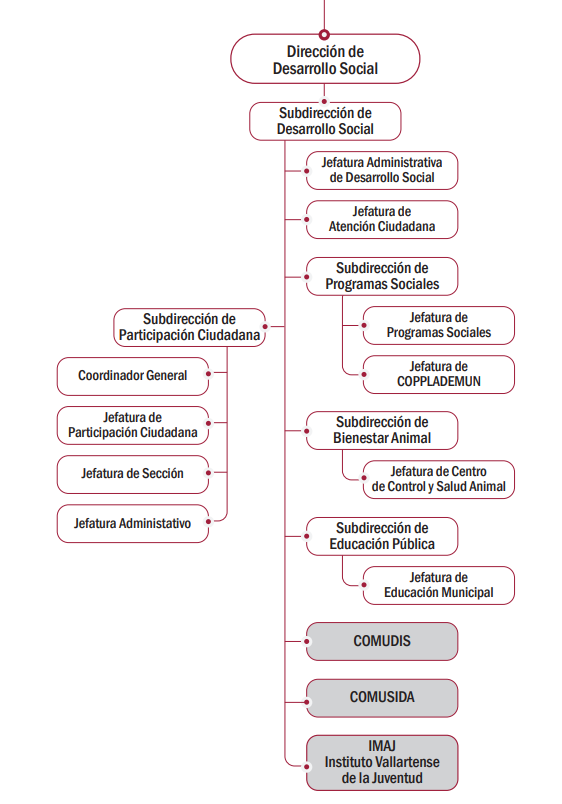 Dirección de
Desarrollo Social
Subdirección de
Desarrollo Social
Jefatura Administrativa
de Desarrollo Social
Jefatura de
Atención Ciudadana
Subdirección de
Programas Sociales
Jefatura de
Programas Sociales
Jefatura de
COPPLADEMUN
Subdirección de
Participación Ciudadana
Coordinador General
Jefatura de
Participación Ciudadana
Jefatura de Sección
Jefatura Administativo
Subdirección de
Bienestar Animal
Jefatura de Centro
de Control y Salud Animal
Subdirección de
Educación Pública
Jefatura de
Educación Municipal
COMUDIS
COMUSIDA
IMAJ
Instituto Vallartense
de la Juventud